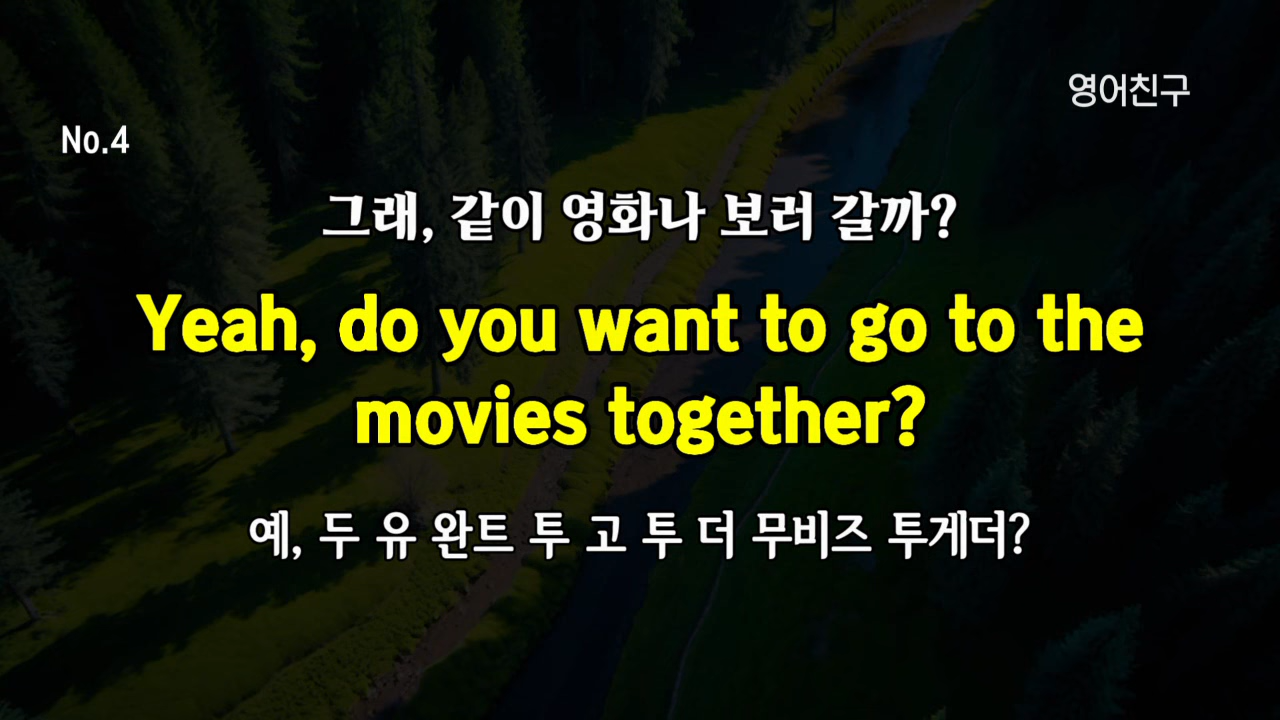 영어친구
No.4
그래, 같이 영화나 보러 갈까?
Yeah, do you want to go to the
movies together?
예, 두 유 완트 투 고 투 더 무비즈 투게더?